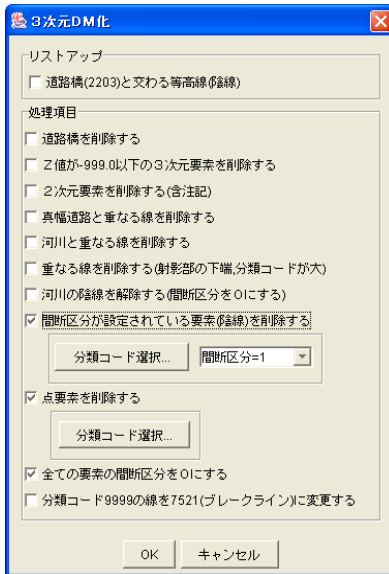 ３次元DM化
リストアップ
道路橋(2203)と交わる等高線(陰線)
処理項目
道路橋を削除する
Ｚ値が-999.0以下の３次元要素を削除する
２次元要素を削除する(含注記)
真幅道路と重なる線を削除する
河川と重なる線を削除する
重なる線を削除する(射影部の下端,分類コードが大)
河川の陰線を解除する(間断区分を０にする)
間断区分が設定されている要素(陰線)を削除する
分類コード選択... 間断区分=1
点要素を削除する
分類コード選択...
全ての要素の間断区分を０にする
分類コード9999の線を7521(ブレークライン)に変更する
OK キャンセル